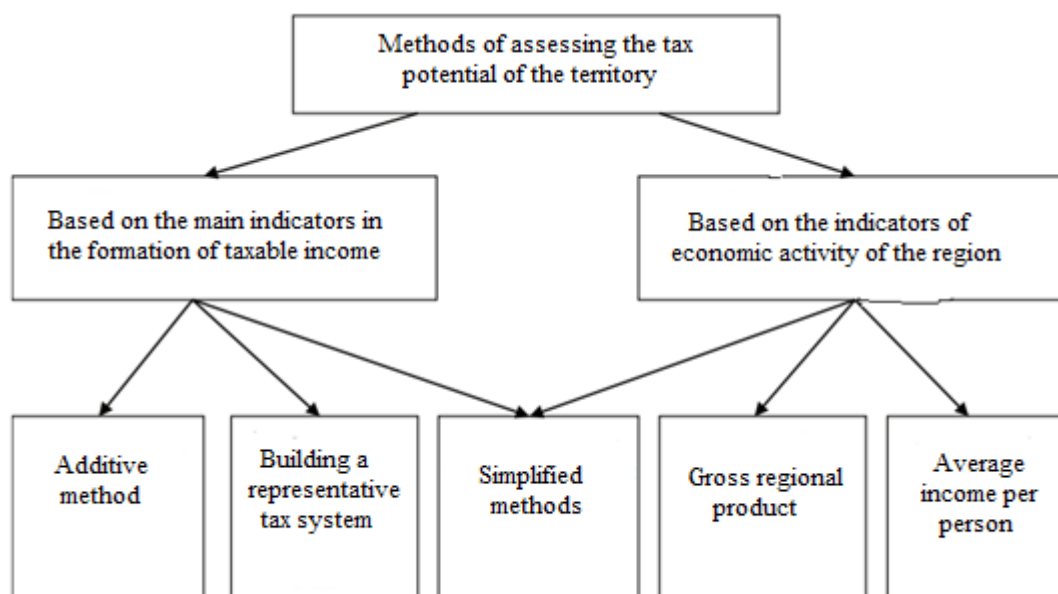 Methods of assessing the tax
potential of the territory
Based on the main indicators in
the formation of taxable income
Based on the indicators of
economic activity of the region
Additive
method
Building a
representative
tax system
Simplified
methods
Gross regional
product
Average
income per
person